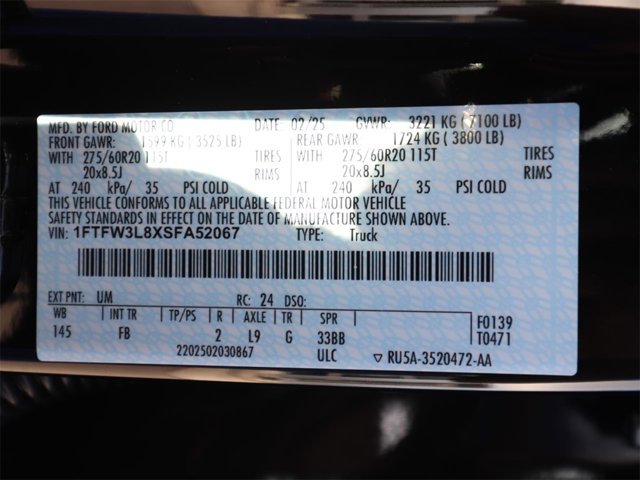 MFD. BY FORD MOTOR CO. DATE: 02/25 GVWR: 3221 KG ( 7100 LB)
FRONT GAWR: 1599 KG ( 3525 LB) REAR GAWR: 1724 KG ( 3800 LB)
WITH 275/60R20 115T TIRES WITH 275/60R20 115T TIRES
20x8.5J RIMS 20x8.5J RIMS
AT 240 kPa/ 35 PSI COLD AT 240 kPa/ 35 PSI COLD
THIS VEHICLE CONFORMS TO ALL APPLICABLE FEDERAL MOTOR VEHICLE
SAFETY STANDARDS IN EFFECT ON THE DATE OF MANUFACTURE SHOWN ABOVE.
VIN: 1FTFW3L8XSFA52067 TYPE: Truck
EXT PNT: UM RC: 24 DSO:
WB INT TR TP/PS R AXLE TR SPR F0139
145 FB 2 L9 G 33BB T0471
2202502030867 ULC RU5A-3520472-AA